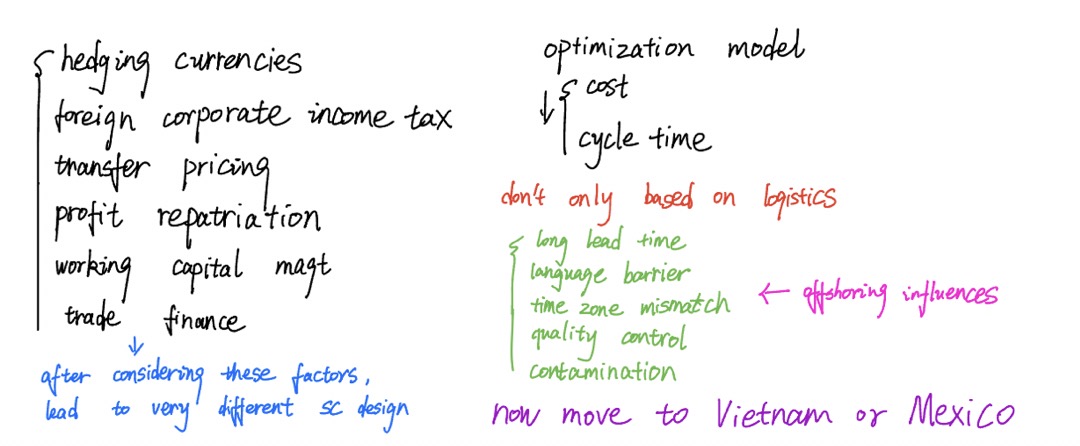 hedging currencies
foreign corporate income tax
transfer pricing
profit repatriation
working capital magt
trade finance
after considering these factors,
lead to very different sc design
optimization model
cost
cycle time
don't only based on logistics
long lead time
language barrier
time zone mismatch
quality control
contamination
← offshoring influences
now move to Vietnam or Mexico